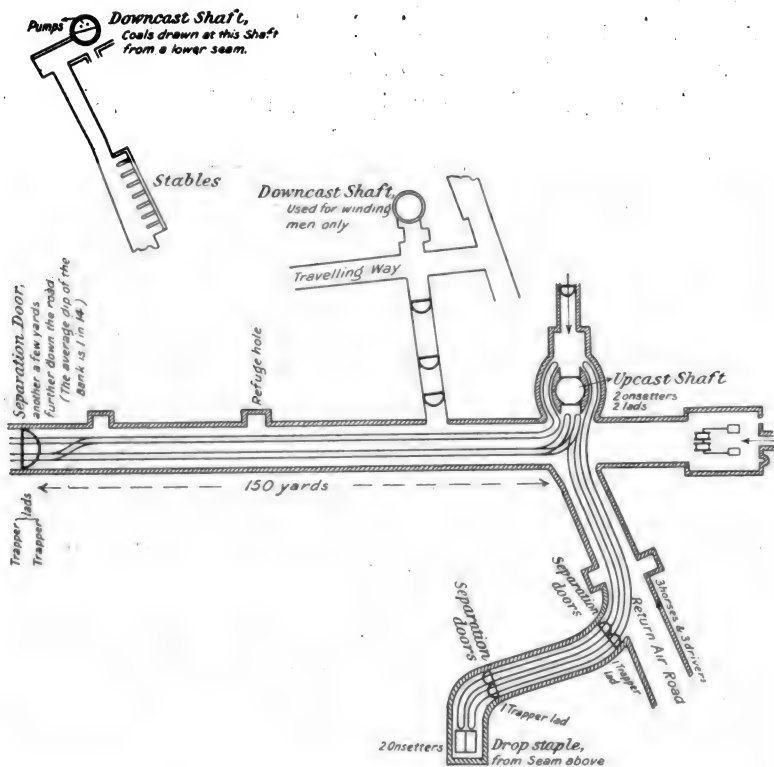 Pumps
Downcast Shaft,
Coals drawn at this Shaft
from a lower seam.
Stables
Downcast Shaft,
Used for winding
men only
Travelling Way
Separation Door,
another a few yards
further down the road.
(The average dip of the
Bank is 1 in 14.)
Refuge hole
Upcast Shaft
2 onsetters
2 lads
150 yards
Trapper } lads
Trapper
Separation
doors
Separation
doors
Return Air Road
3 horses & 3 drivers
1 Trapper
lad
1 Trapper lad
2 Onsetters
Drop staple,
from Seam above